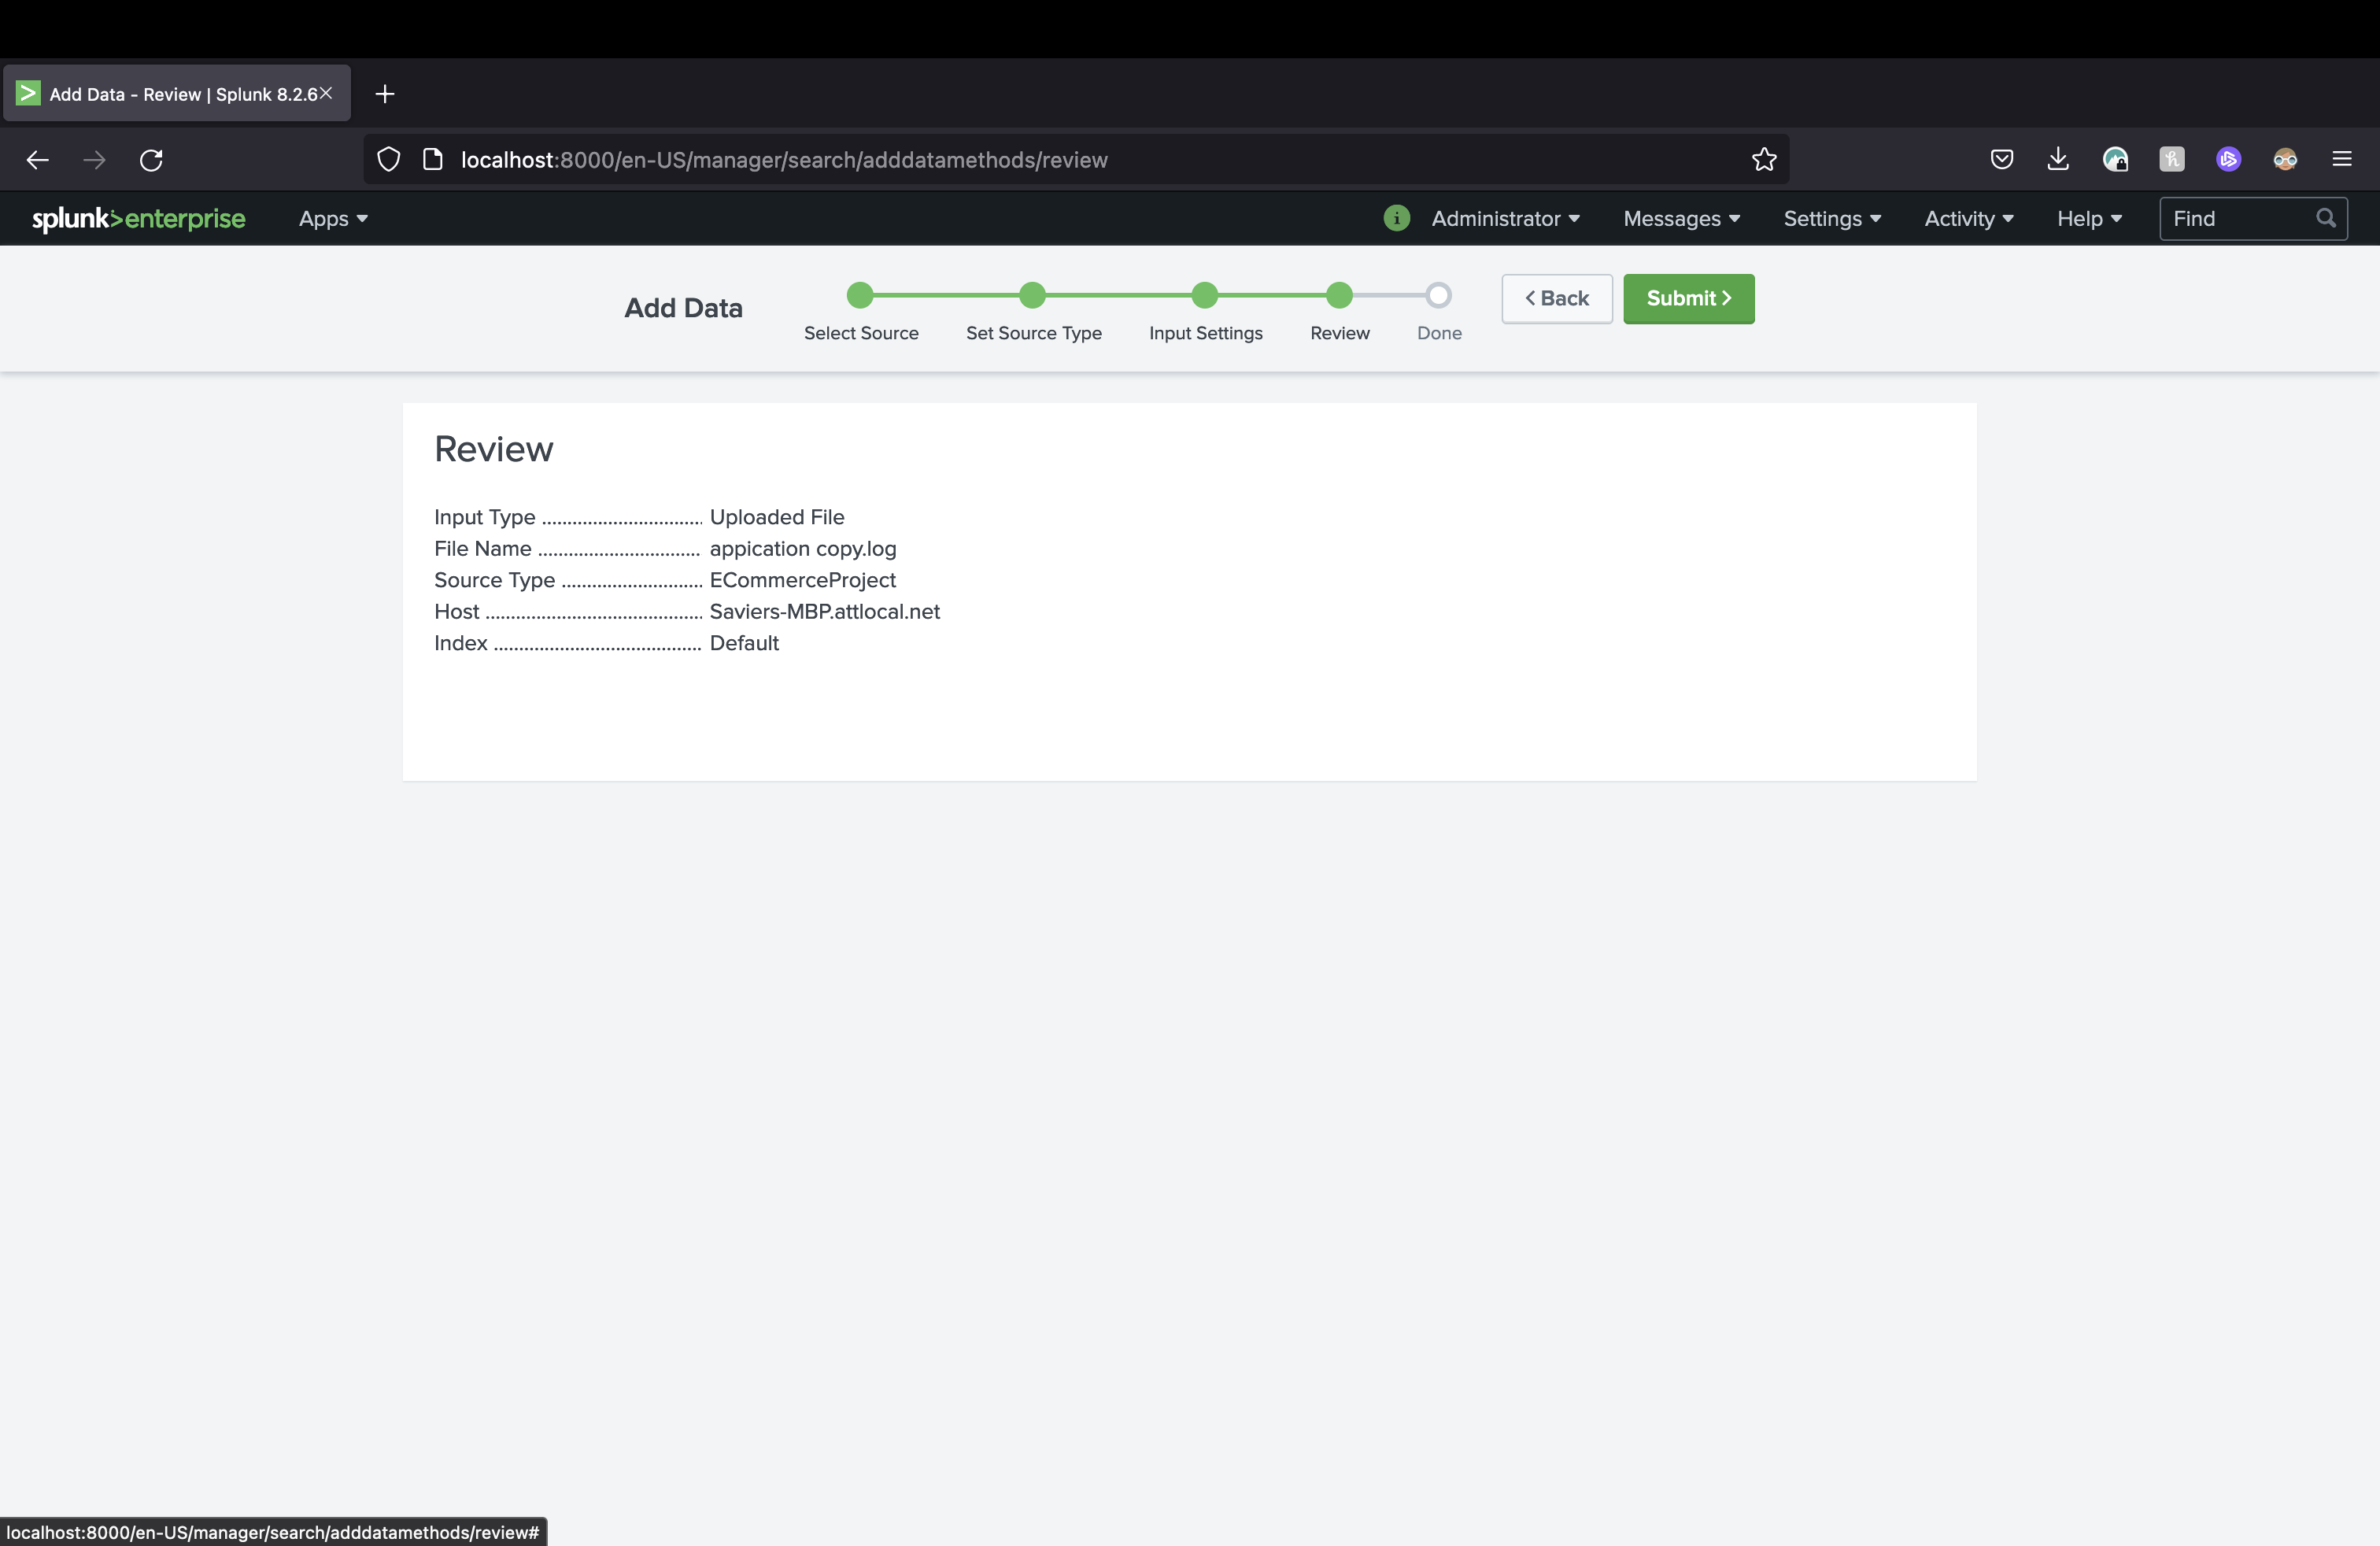 Add Data - Review | Splunk 8.2.6
localhost:8000/en-US/manager/search/adddatamethods/review
splunk>enterprise Apps Administrator Messages Settings Activity Help Find
Add Data Select Source Set Source Type Input Settings Review Done Back Submit
Review
Input Type Uploaded File
File Name appication copy.log
Source Type ECommerceProject
Host Saviers-MBP.attlocal.net
Index Default
localhost:8000/en-US/manager/search/adddatamethods/review#